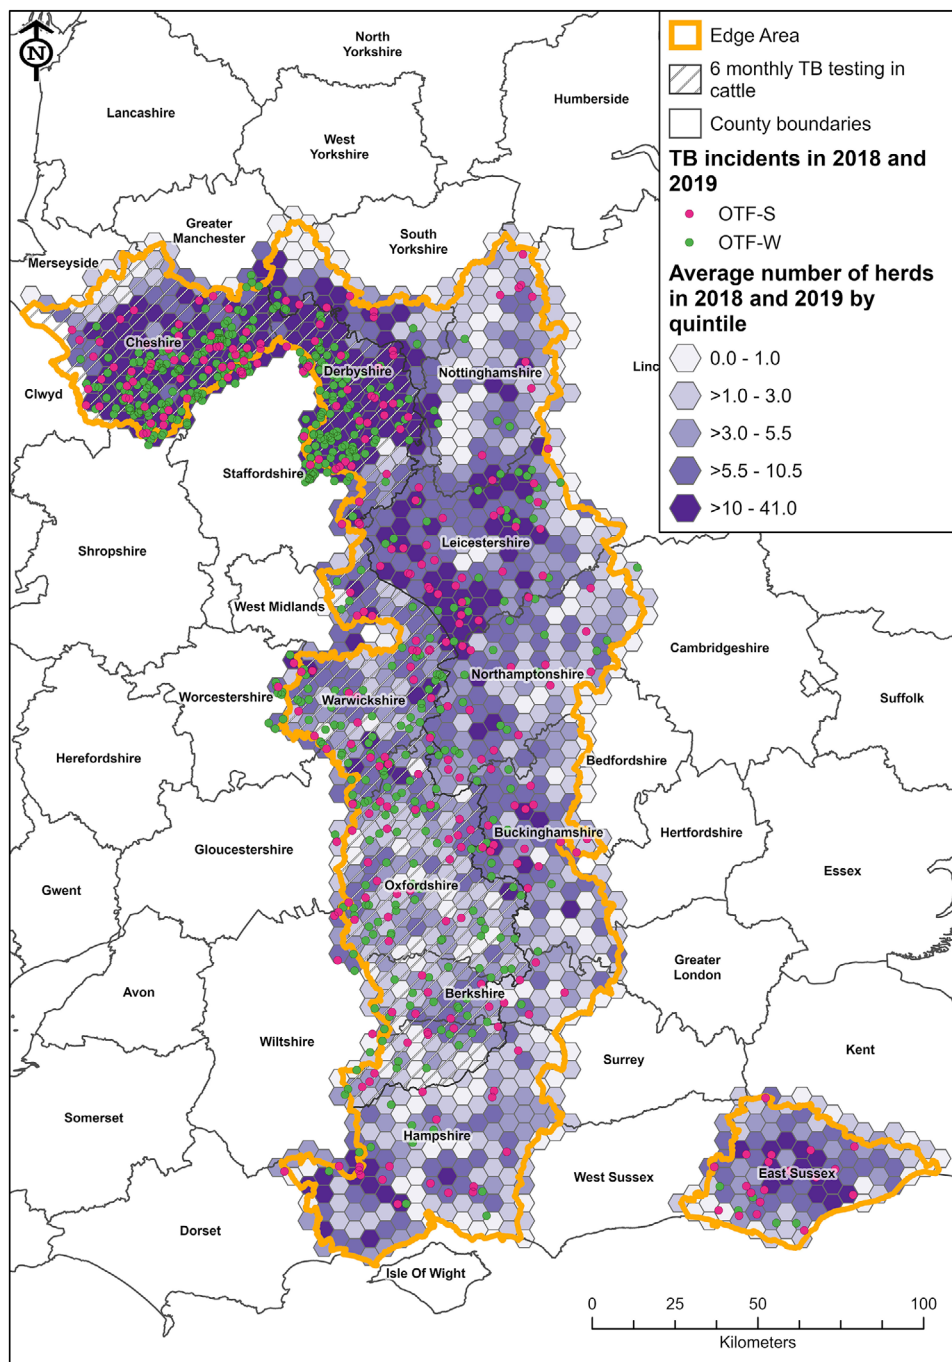 N
North
Yorkshire
Lancashire
Humberside
West
Yorkshire
Greater
Manchester
South
Yorkshire
Merseyside
Cheshire
Derbyshire
Nottinghamshire
Linc
Clwyd
Staffordshire
Shropshire
Leicestershire
West Midlands
Cambridgeshire
Worcestershire
Warwickshire
Northamptonshire
Suffolk
Herefordshire
Bedfordshire
Gloucestershire
Buckinghamshire
Hertfordshire
Essex
Gwent
Oxfordshire
Greater
London
Avon
Berkshire
Wiltshire
Surrey
Kent
Somerset
Hampshire
West Sussex
East Sussex
Dorset
Isle Of Wight
Edge Area
6 monthly TB testing in
cattle
County boundaries
TB incidents in 2018 and
2019
OTF-S
OTF-W
Average number of herds
in 2018 and 2019 by
quintile
0.0 - 1.0
>1.0 - 3.0
>3.0 - 5.5
>5.5 - 10.5
>10 - 41.0
0 25 50 100
Kilometers